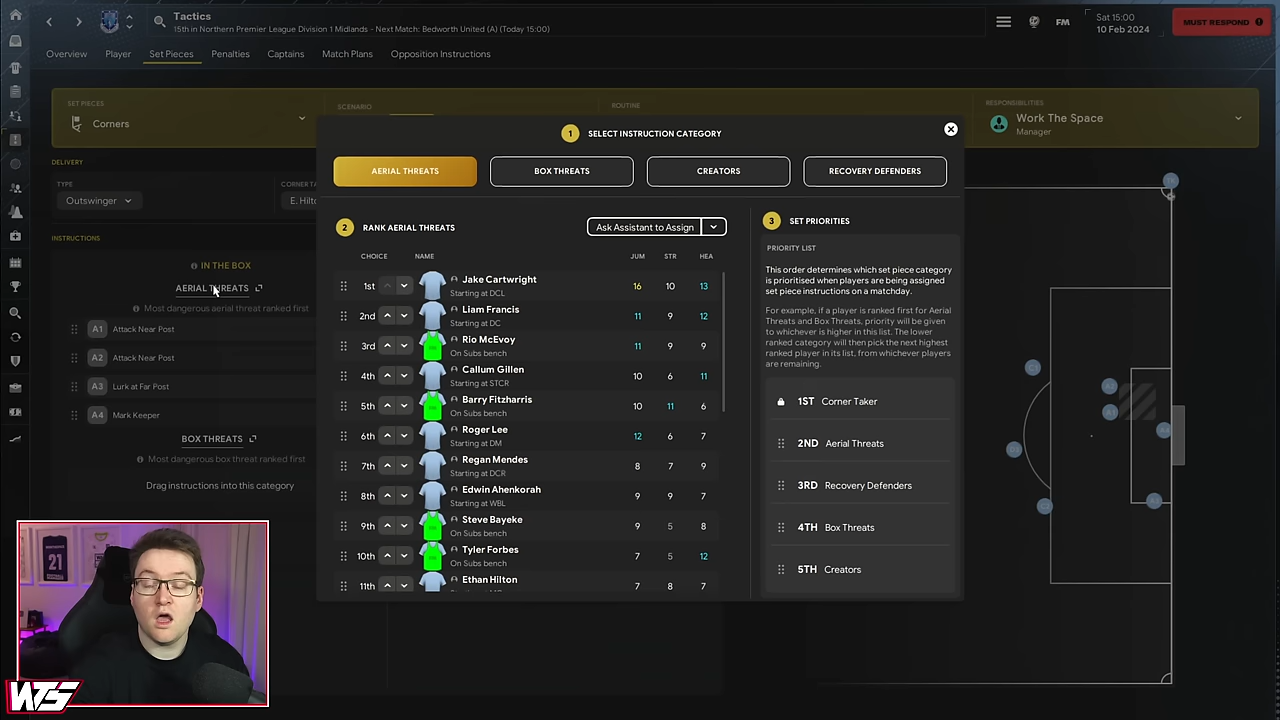 Tactics
15th in Northern Premier League Division 1 Midlands - Next Match: Bedworth United (A) (Today 15:00)
FM
Sat 15:00
10 Feb 2024
MUST RESPOND
Overview
Player
Set Pieces
Penalties
Captains
Match Plans
Opposition Instructions
SET PIECES
Corners
SCENARIO
ROUTINE
RESPONSIBILITIES
Work The Space
Manager
DELIVERY
TYPE
Outswinger
CORNER TA
E. Hilto
INSTRUCTIONS
IN THE BOX
AERIAL THREATS
Most dangerous aerial threat ranked first
A1 Attack Near Post
A2 Attack Near Post
A3 Lurk at Far Post
A4 Mark Keeper
BOX THREATS
Most dangerous box threat ranked first
Drag instructions into this category
1 SELECT INSTRUCTION CATEGORY
AERIAL THREATS
BOX THREATS
CREATORS
RECOVERY DEFENDERS
2 RANK AERIAL THREATS
Ask Assistant to Assign
CHOICE NAME JUM STR HEA
1st Jake Cartwright 16 10 13
Starting at DCL
2nd Liam Francis 11 9 12
Starting at DC
3rd Rio McEvoy 11 9 9
On Subs bench
4th Callum Gillen 10 6 11
Starting at STCR
5th Barry Fitzharris 10 11 6
On Subs bench
6th Roger Lee 12 6 7
Starting at DM
7th Regan Mendes 8 7 9
Starting at DCR
8th Edwin Ahenkorah 9 9 7
Starting at WBL
9th Steve Bayeke 9 5 8
On Subs bench
10th Tyler Forbes 7 5 12
On Subs bench
11th Ethan Hilton 7 8 7
3 SET PRIORITIES
PRIORITY LIST
This order determines which set piece category
is prioritised when players are being assigned
set piece instructions on a matchday.
For example, if a player is ranked first for Aerial
Threats and Box Threats, priority will be given
to whichever is higher in this list. The lower
ranked category will then pick the next highest
ranked player in its list, from whichever players
are remaining.
1ST Corner Taker
2ND Aerial Threats
3RD Recovery Defenders
4TH Box Threats
5TH Creators
A2
A1
A4
21
WTS